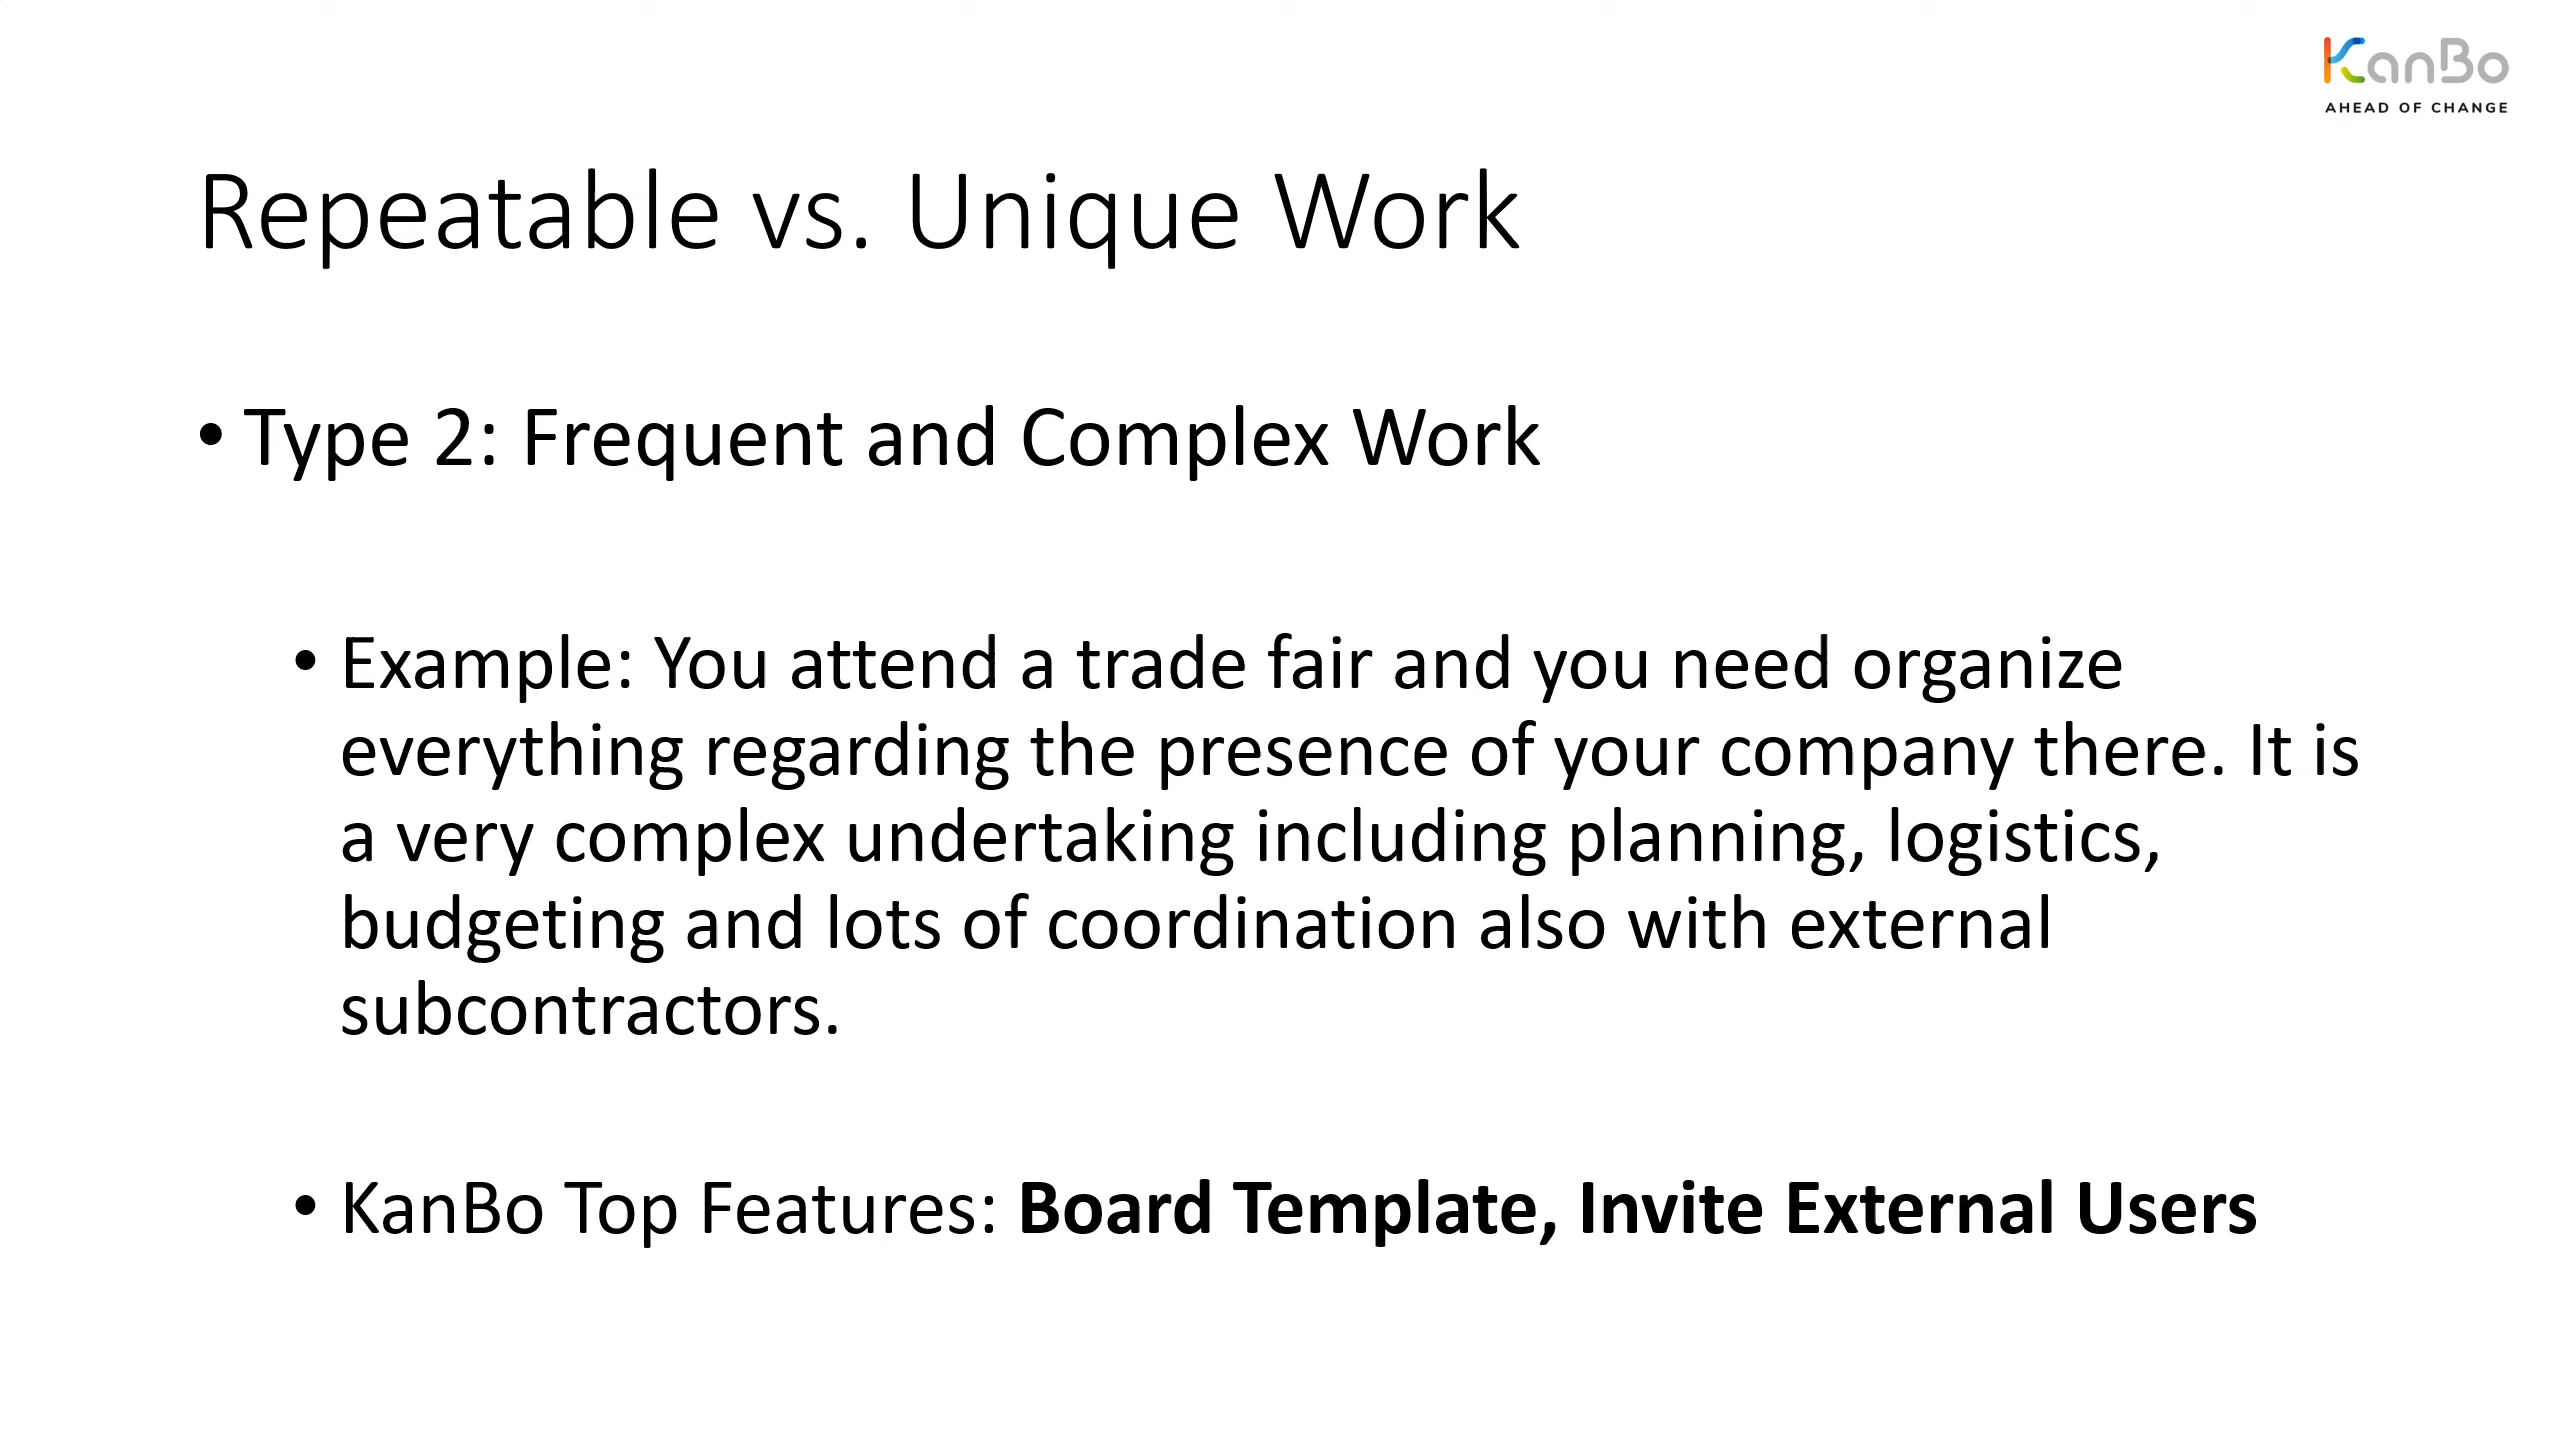 KanBo
AHEAD OF CHANGE
Repeatable vs. Unique Work
• Type 2: Frequent and Complex Work
• Example: You attend a trade fair and you need organize
everything regarding the presence of your company there. It is
a very complex undertaking including planning, logistics,
budgeting and lots of coordination also with external
subcontractors.
• KanBo Top Features: Board Template, Invite External Users